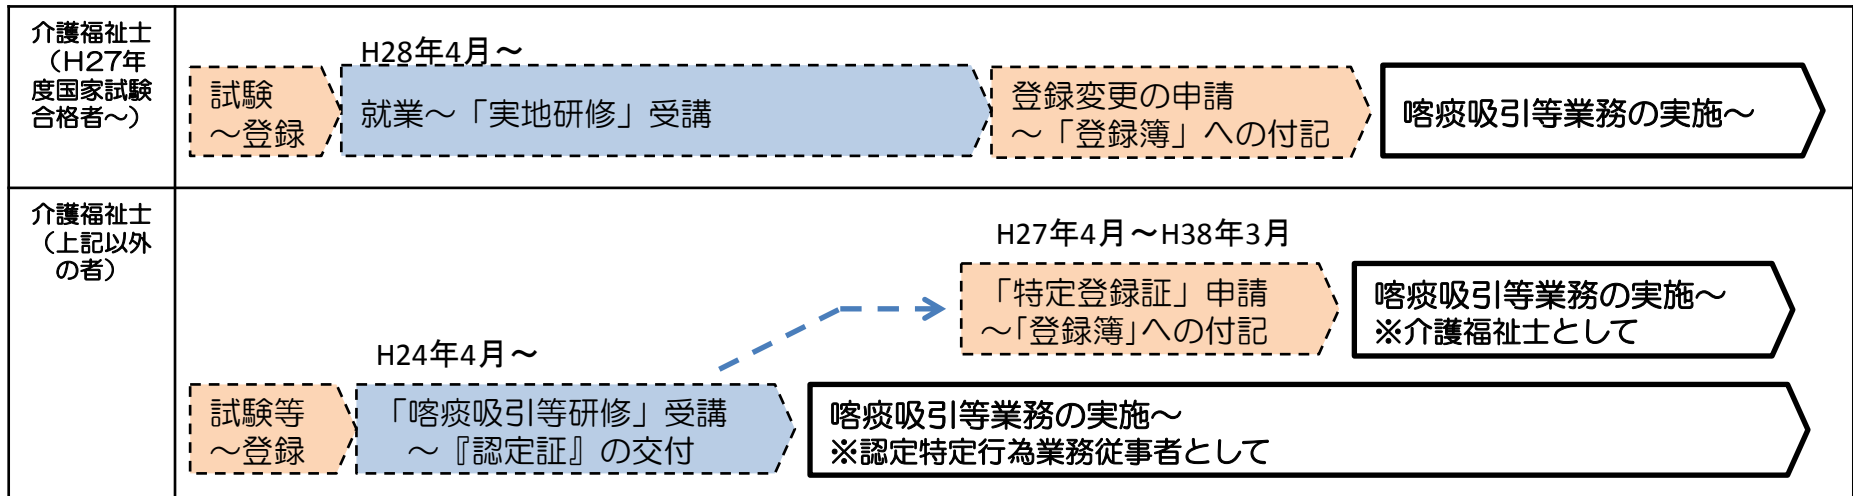 介護福祉士
（H27年
度国家試験
合格者～）
H28年4月～
試験
～登録
就業～「実地研修」受講
登録変更の申請
～「登録簿」への付記
喀痰吸引等業務の実施～
介護福祉士
（上記以外
の者）
H27年4月～H38年3月
「特定登録証」申請
～「登録簿」への付記
喀痰吸引等業務の実施～
※介護福祉士として
H24年4月～
試験等
～登録
「喀痰吸引等研修」受講
～『認定証』の交付
喀痰吸引等業務の実施～
※認定特定行為業務従事者として